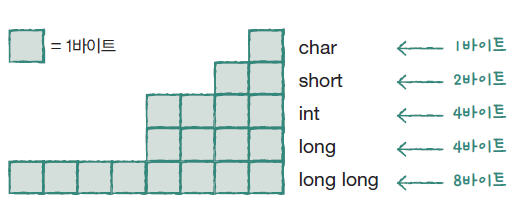 = 1바이트
char ← 1바이트
short ← 2바이트
int ← 4바이트
long ← 4바이트
long long ← 8바이트